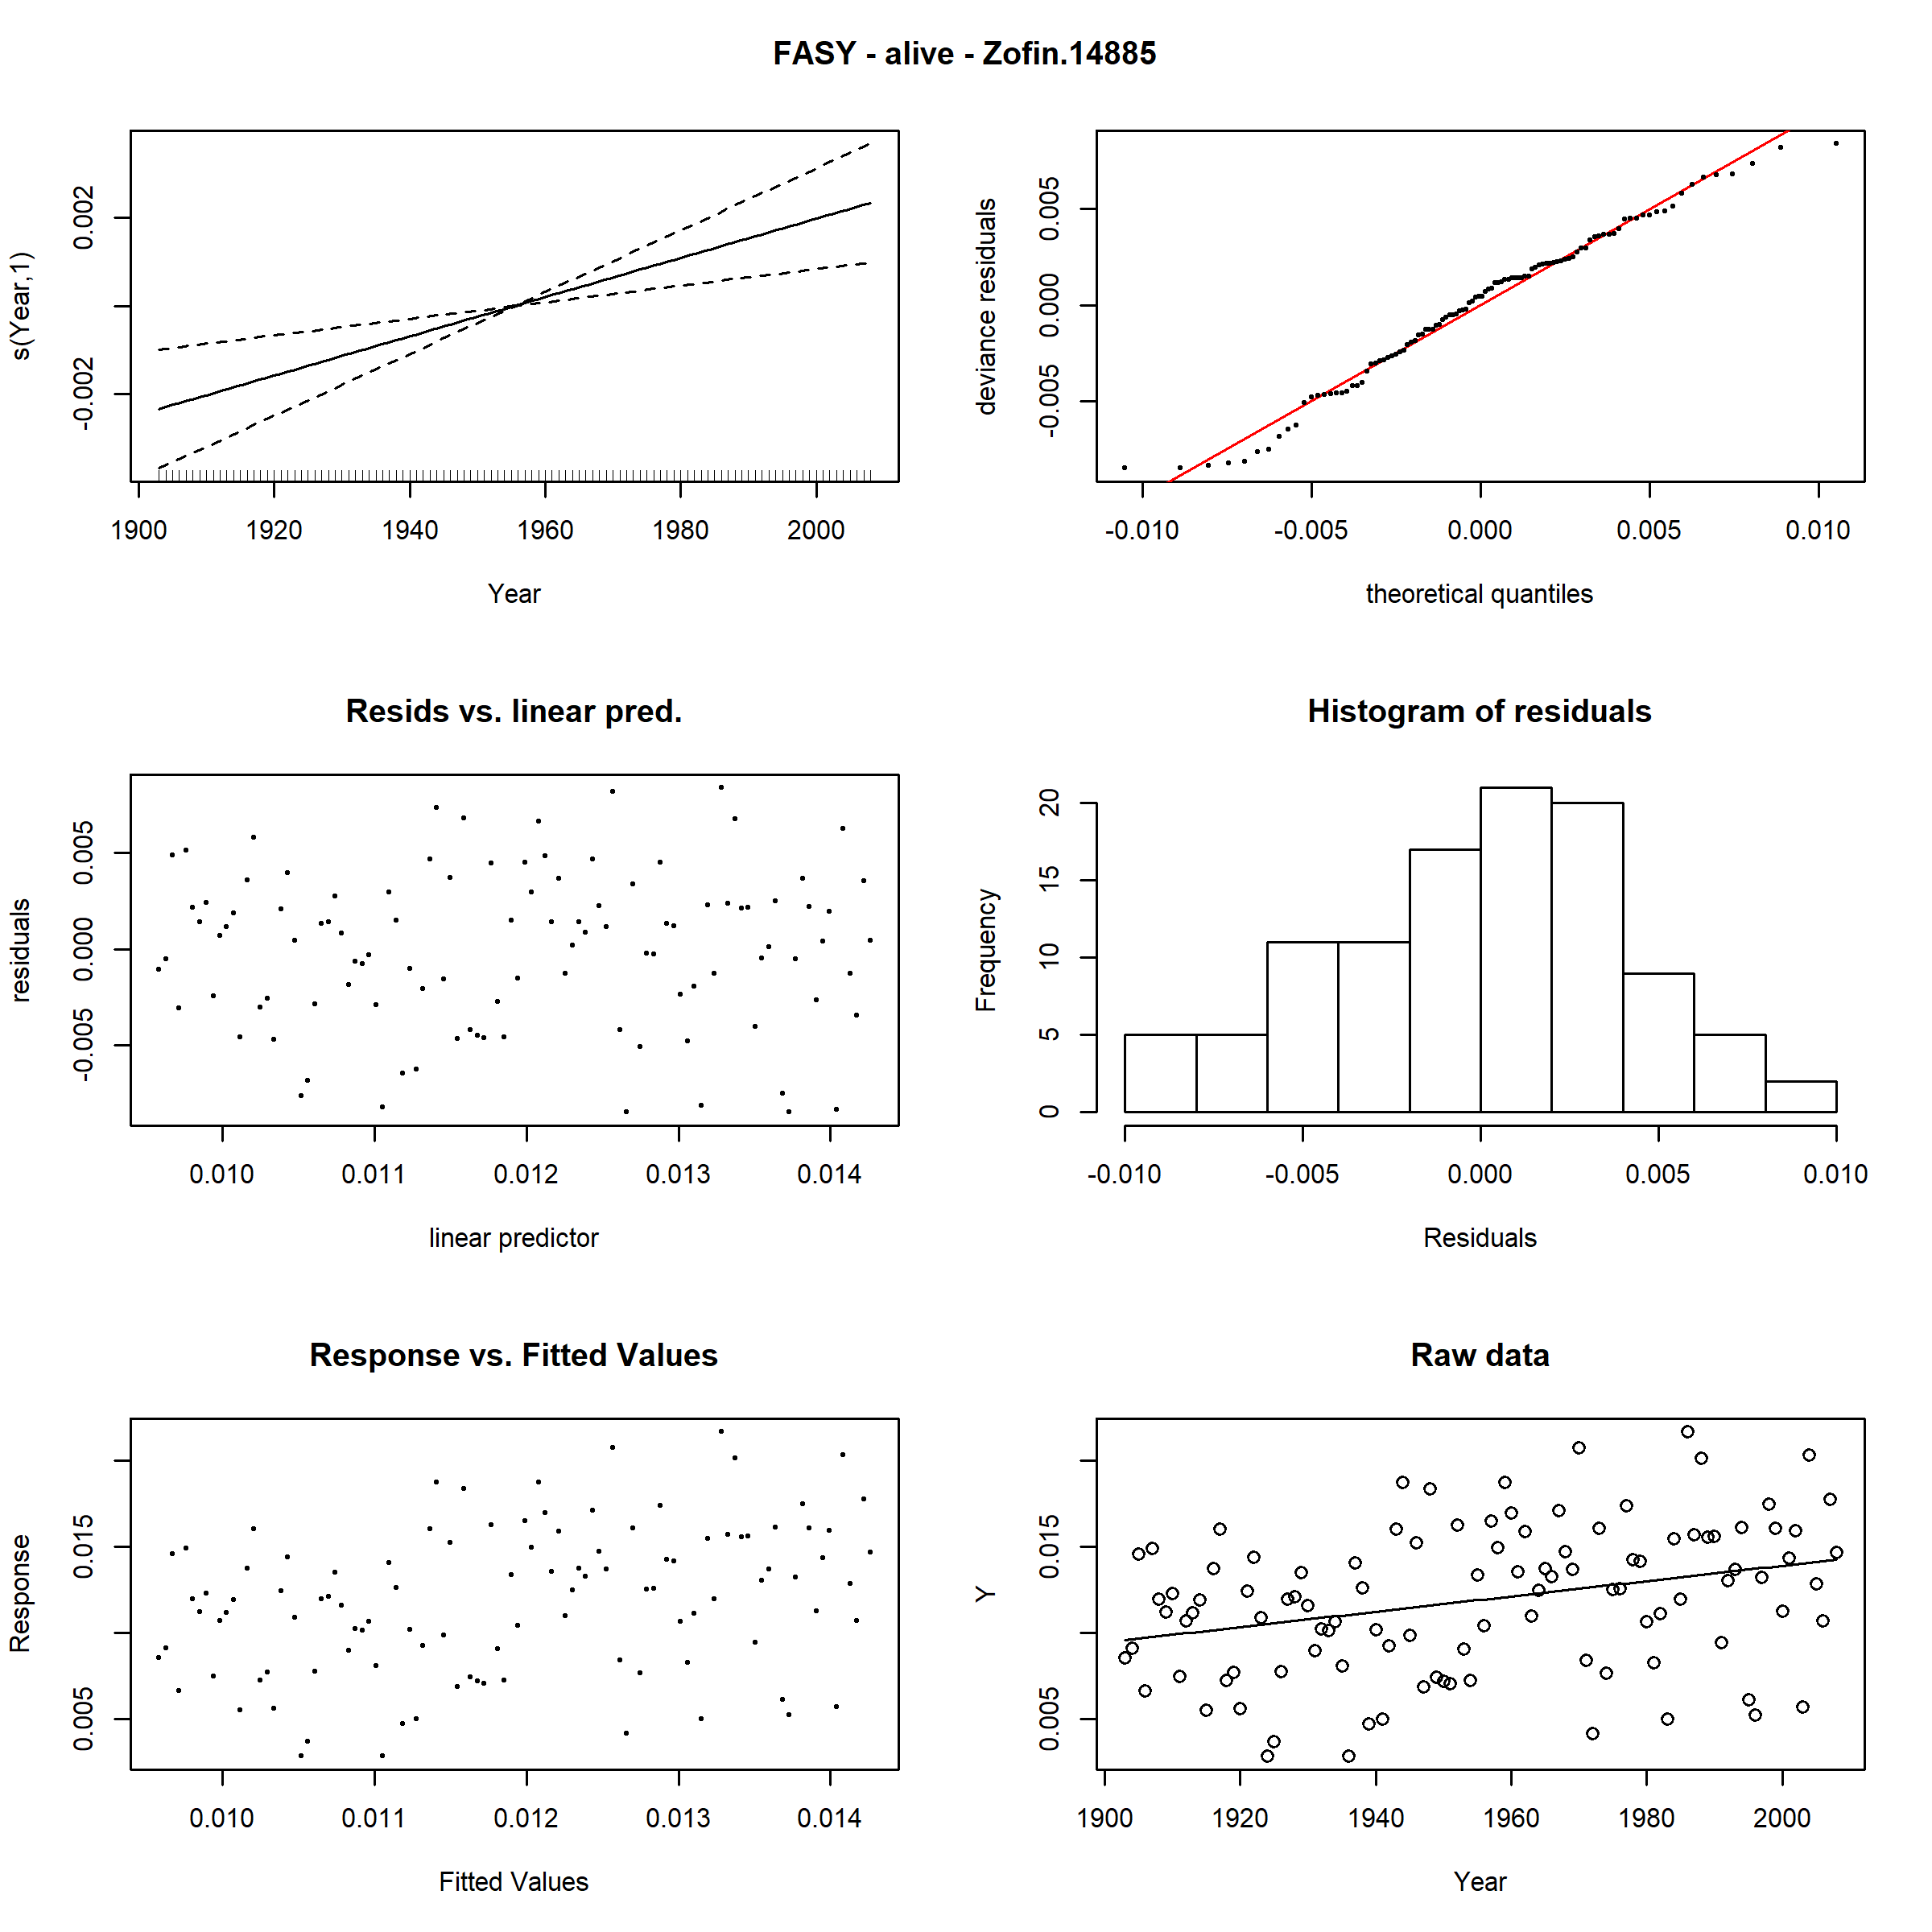 FASY - alive - Zofin.14885
s(Year,1)
-0.002
0.002
1900
1920
1940
1960
1980
2000
Year
deviance residuals
-0.005
0.000
0.005
-0.010
-0.005
0.000
0.005
0.010
theoretical quantiles
Resids vs. linear pred.
residuals
-0.005
0.000
0.005
0.010
0.011
0.012
0.013
0.014
linear predictor
Histogram of residuals
Frequency
0
5
10
15
20
-0.010
-0.005
0.000
0.005
0.010
Residuals
Response vs. Fitted Values
Response
0.005
0.015
0.010
0.011
0.012
0.013
0.014
Fitted Values
Raw data
Y
0.005
0.015
1900
1920
1940
1960
1980
2000
Year